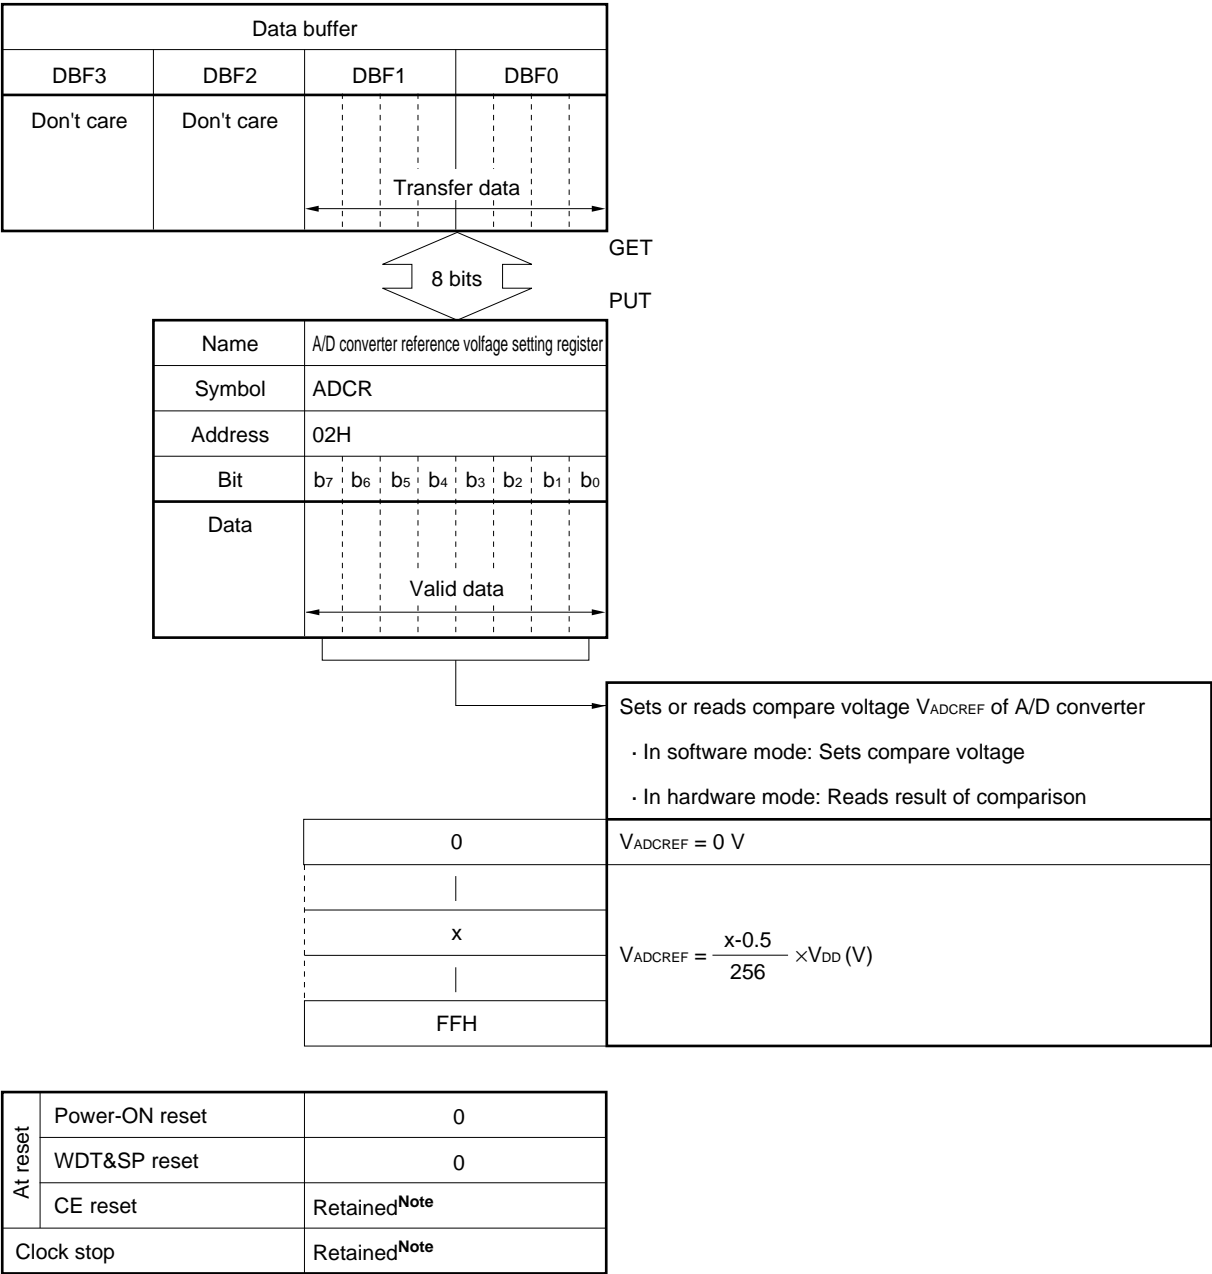 Data buffer
DBF3 DBF2 DBF1 DBF0
Don't care Don't care
Transfer data
GET
8 bits
PUT
Name A/D converter reference volfage setting register
Symbol ADCR
Address 02H
Bit b7 b6 b5 b4 b3 b2 b1 b0
Data
Valid data
Sets or reads compare voltage VADCREF of A/D converter
· In software mode: Sets compare voltage
· In hardware mode: Reads result of comparison
0 VADCREF = 0 V
x
VADCREF = x-0.5 / 256 ×VDD (V)
FFH
At reset
Power-ON reset 0
WDT&SP reset 0
CE reset RetainedNote
Clock stop RetainedNote